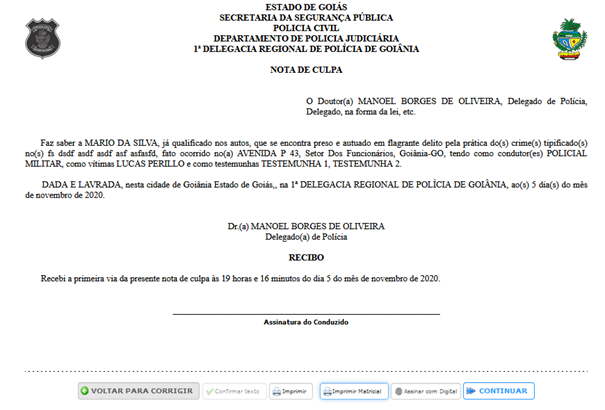 ESTADO DE GOIÁS
SECRETARIA DA SEGURANÇA PÚBLICA
POLICIA CIVIL
DEPARTAMENTO DE POLICIA JUDICIÁRIA
1ª DELEGACIA REGIONAL DE POLÍCIA DE GOIÂNIA
NOTA DE CULPA
O Doutor(a) MANOEL BORGES DE OLIVEIRA, Delegado de Polícia,
Delegado, na forma da lei, etc.
Faz saber a MARIO DA SILVA, já qualificado nos autos, que se encontra preso e autuado em flagrante delito pela prática do(s) crime(s) tipificado(s)
no(s) fs dsdf asdf asdf asf asfasfd, fato ocorrido no(a) AVENIDA P 43, Setor Dos Funcionários, Goiânia-GO, tendo como condutor(es) POLICIAL
MILITAR, como vítimas LUCAS PERILLO e como testemunhas TESTEMUNHA 1, TESTEMUNHA 2.
DADA E LAVRADA, nesta cidade de Goiânia Estado de Goiás,, na 1ª DELEGACIA REGIONAL DE POLÍCIA DE GOIÂNIA, ao(s) 5 dia(s) do mês
de novembro de 2020.
Dr.(a) MANOEL BORGES DE OLIVEIRA
Delegado(a) de Polícia
RECIBO
Recebi a primeira via da presente nota de culpa às 19 horas e 16 minutos do dia 5 do mês de novembro de 2020.
Assinatura do Conduzido
VOLTAR PARA CORRIGIR
Confirmar texto
Imprimir
Imprimir Matricial
Assinar com Digital
CONTINUAR